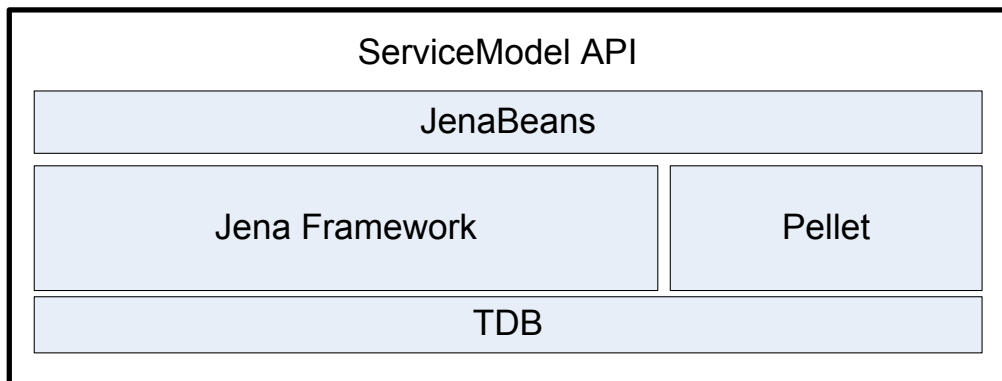 ServiceModel API
JenaBeans
Jena Framework
Pellet
TDB